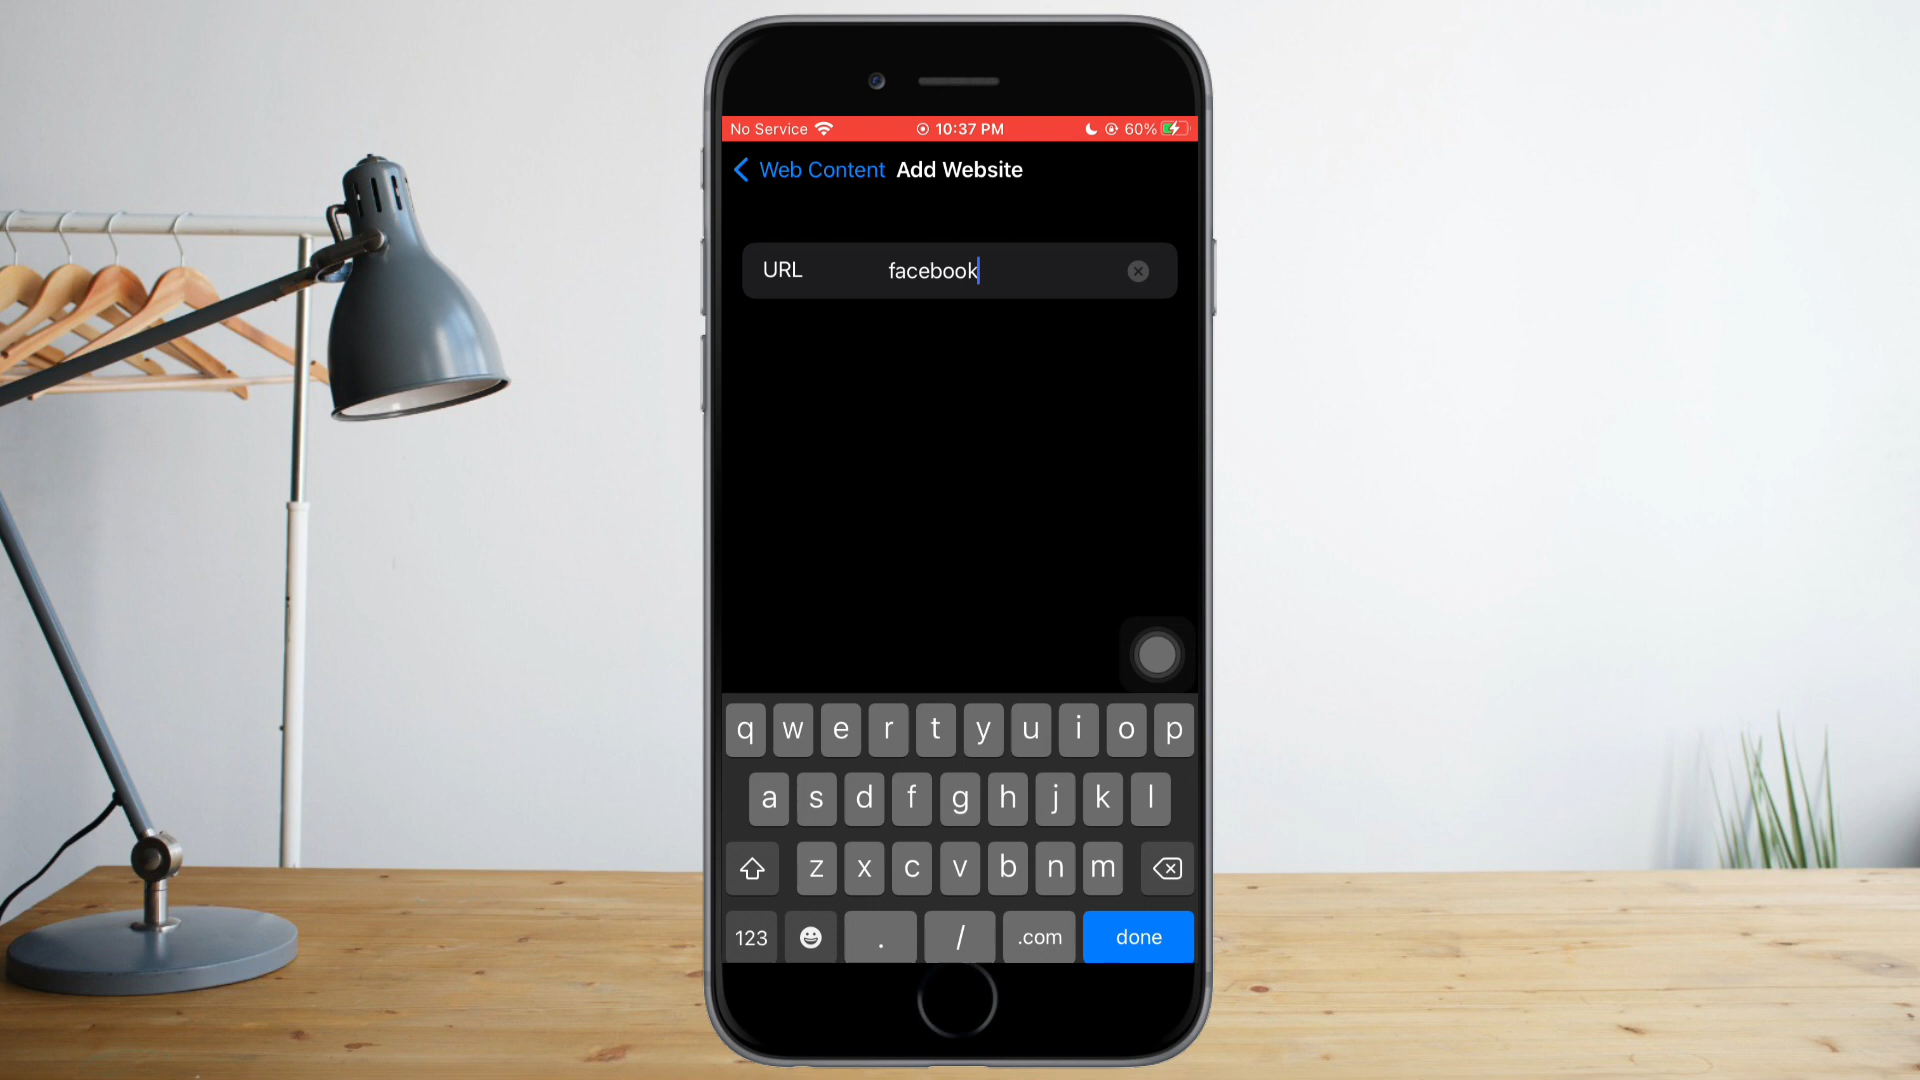 No Service 10:37 PM 60%
Web Content Add Website
URL facebook
q w e r t y u i o p
a s d f g h j k l
z x c v b n m
123 . / .com done